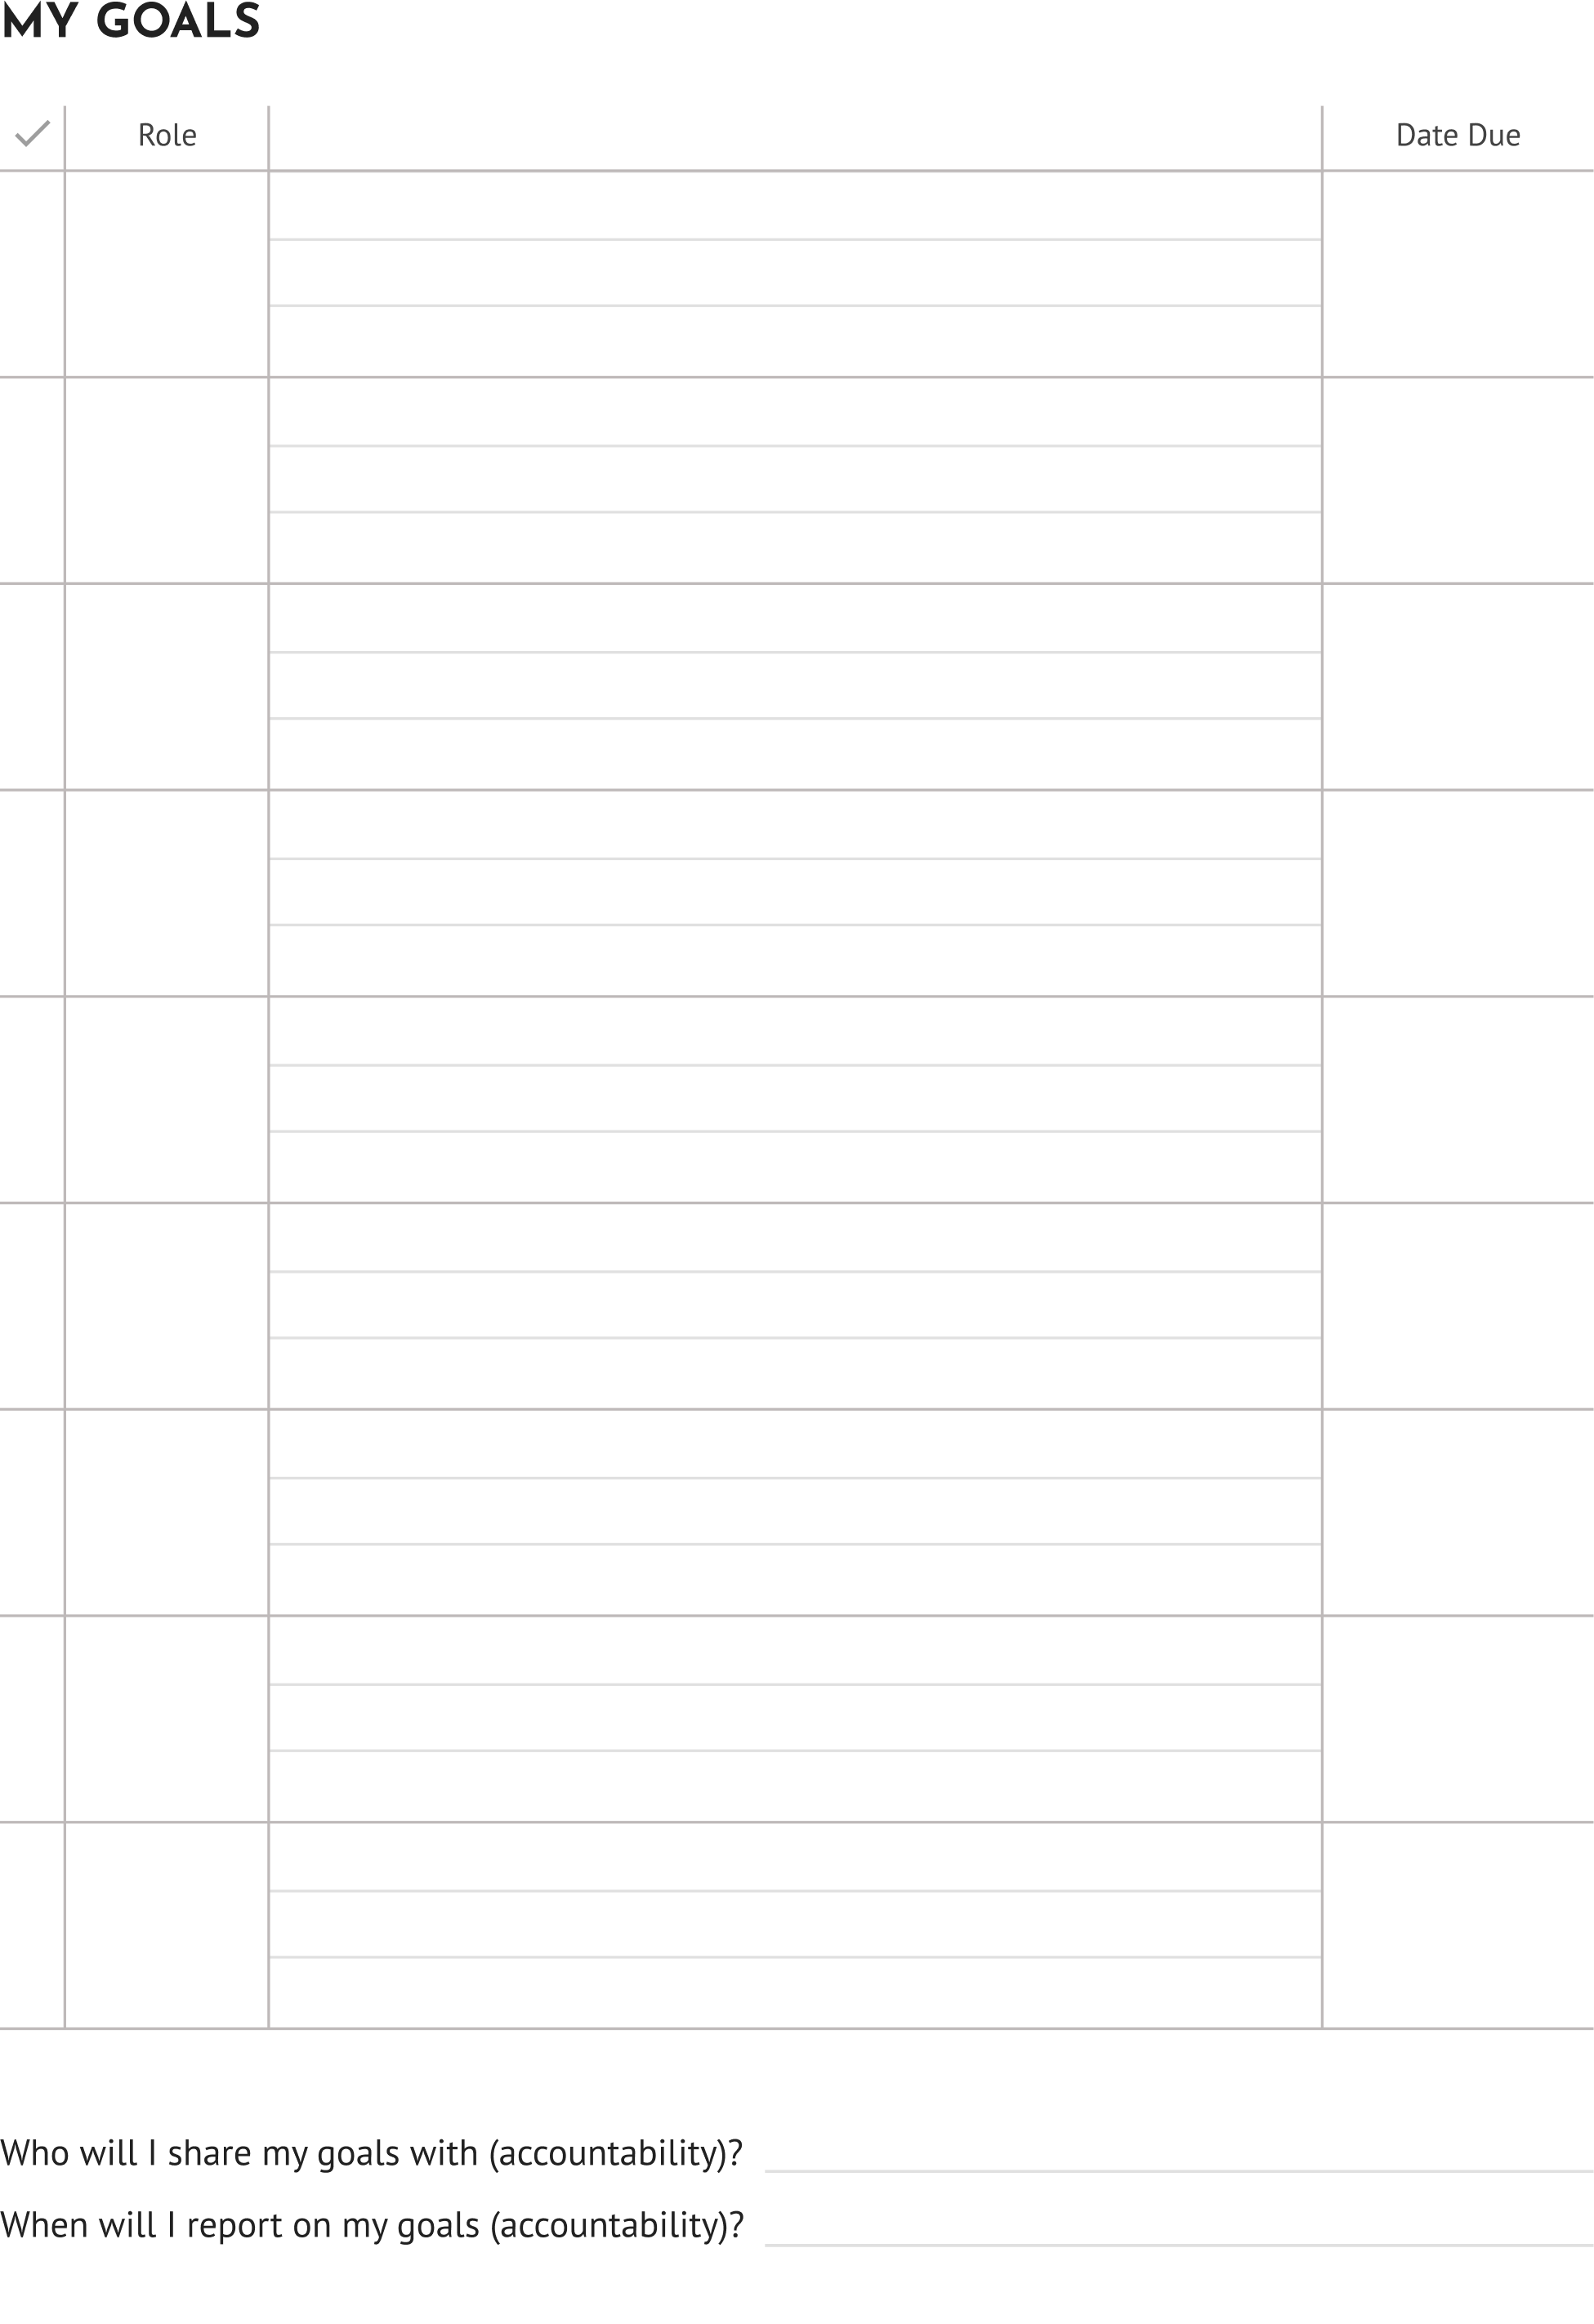 MY GOALS
Role
Date Due
Who will I share my goals with (accountability)?
When will I report on my goals (accountability)?